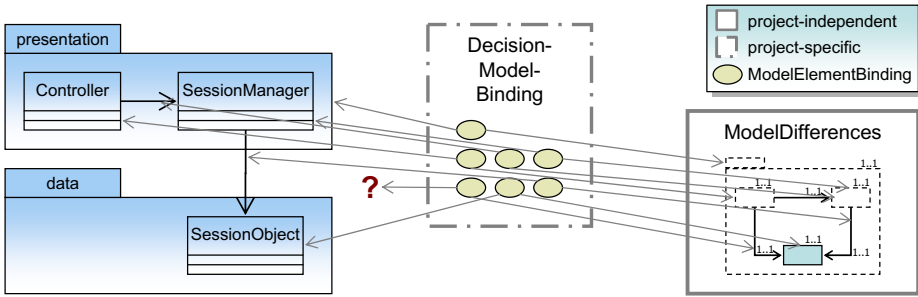 presentation
Controller
SessionManager
data
SessionObject
?
Decision-
Model-
Binding
project-independent
project-specific
ModelElementBinding
ModelDifferences
1..1
1..1
1..1
1..1
1..1
1..1
1..1